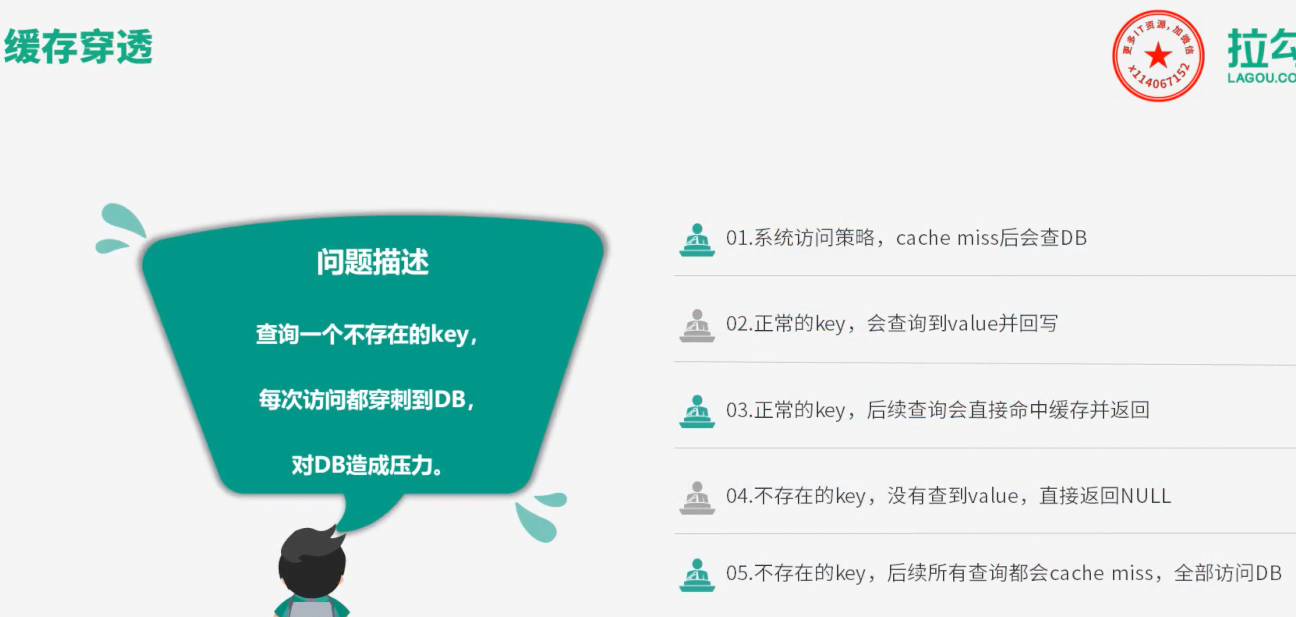 缓存穿透
更多IT资源,加微信
x114067152
拉勾
LAGOU.CO
问题描述
查询一个不存在的key,
每次访问都穿刺到DB,
对DB造成压力。
01.系统访问策略，cache miss后会查DB
02.正常的key，会查询到value并回写
03.正常的key，后续查询会直接命中缓存并返回
04.不存在的key，没有查到value，直接返回NULL
05.不存在的key，后续所有查询都会cache miss，全部访问DB